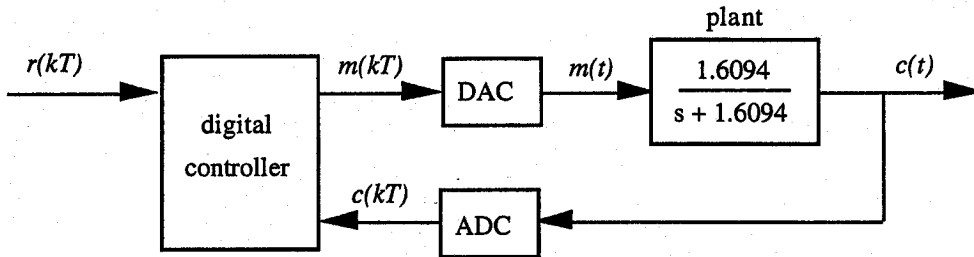 plant
r(kT)
m(kT)
DAC
m(t)
1.6094
s + 1.6094
c(t)
digital
controller
c(kT)
ADC